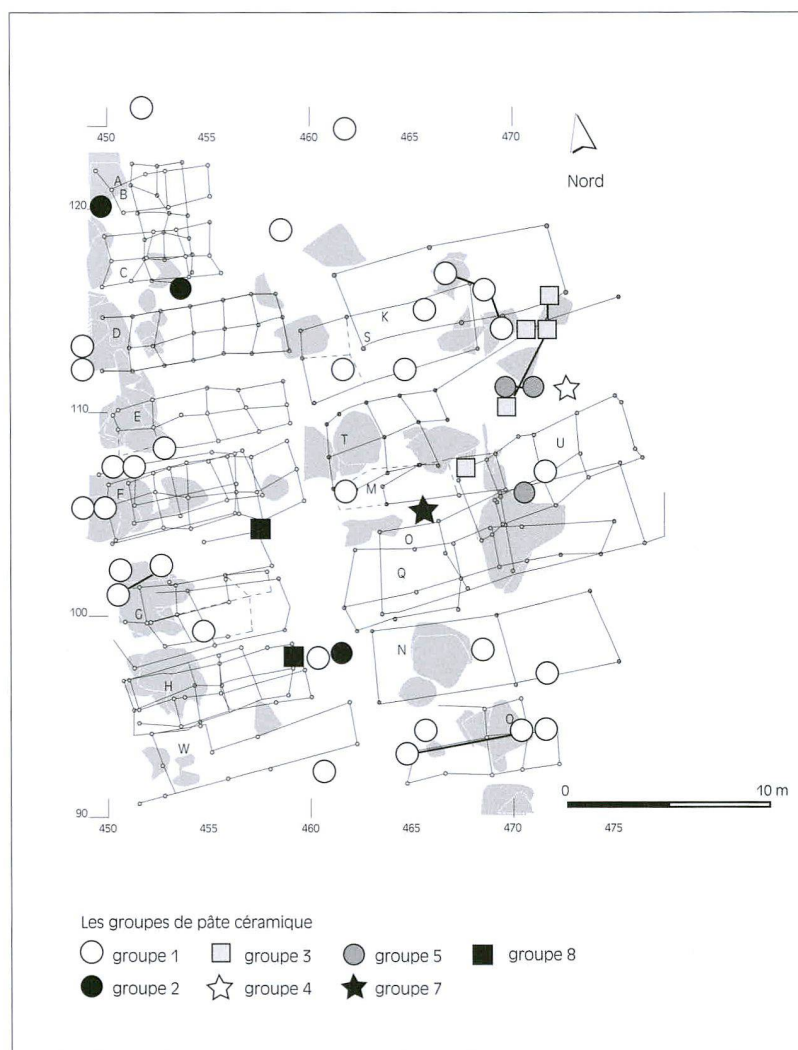 450 455 460 465 470
Nord
A
B
120
C
K
S
D
110
E
T
U
M
F
O
Q
100
G
N
H
O
W
0 10 m
90
450 455 460 465 470 475
Les groupes de pâte céramique
groupe 1 groupe 3 groupe 5 groupe 8
groupe 2 groupe 4 groupe 7